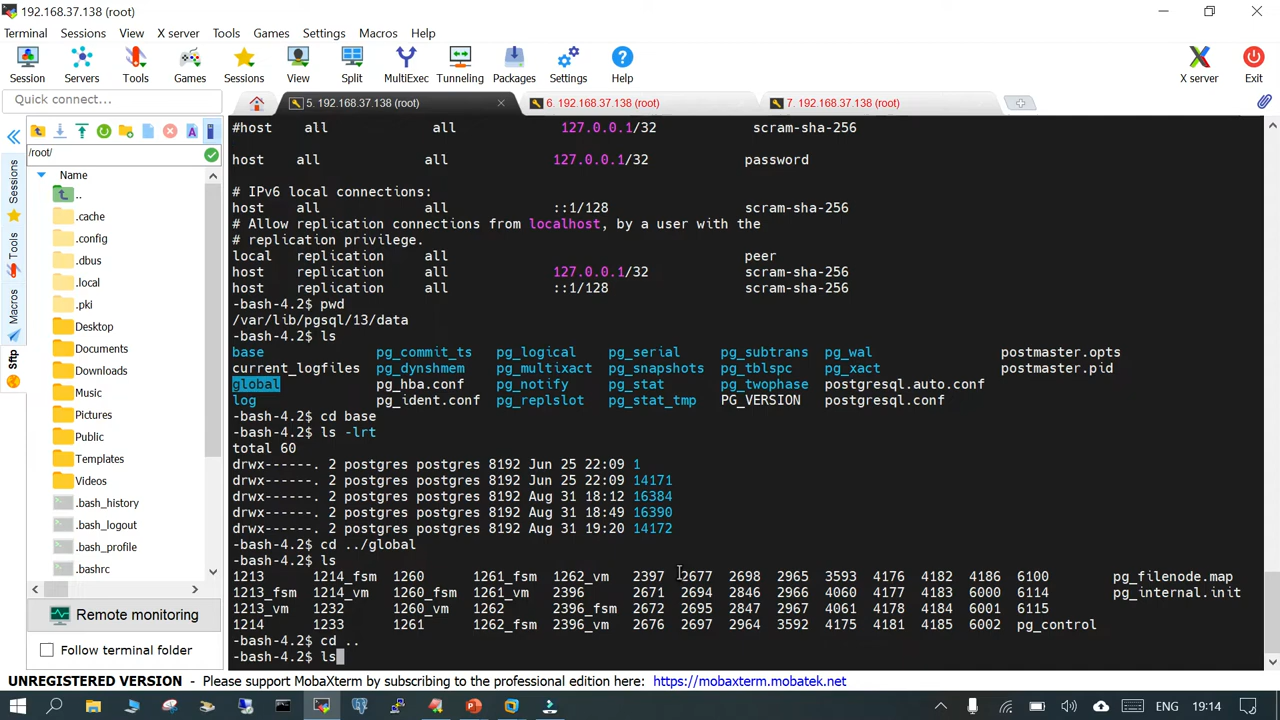 192.168.37.138 (root)
Terminal Sessions View X server Tools Games Settings Macros Help
Session Servers Tools Games Sessions View Split MultiExec Tunneling Packages Settings Help X server Exit
Quick connect...
5. 192.168.37.138 (root) 6. 192.168.37.138 (root) 7. 192.168.37.138 (root)
/root/
Name
..
.cache
.config
.dbus
.local
.pki
Desktop
Documents
Downloads
Music
Pictures
Public
Templates
Videos
.bash_history
.bash_logout
.bash_profile
.bashrc
Remote monitoring
Follow terminal folder
Sessions
Tools
Macros
Sftp
#host all all 127.0.0.1/32 scram-sha-256
host all all 127.0.0.1/32 password
# IPv6 local connections:
host all all ::1/128 scram-sha-256
# Allow replication connections from localhost, by a user with the
# replication privilege.
local replication all peer
host replication all 127.0.0.1/32 scram-sha-256
host replication all ::1/128 scram-sha-256
-bash-4.2$ pwd
/var/lib/pgsql/13/data
-bash-4.2$ ls
base pg_commit_ts pg_logical pg_serial pg_subtrans pg_wal postmaster.opts
current_logfiles pg_dynshmem pg_multixact pg_snapshots pg_tblspc pg_xact postmaster.pid
global pg_hba.conf pg_notify pg_stat pg_twophase postgresql.auto.conf
log pg_ident.conf pg_replslot pg_stat_tmp PG_VERSION postgresql.conf
-bash-4.2$ cd base
-bash-4.2$ ls -lrt
total 60
drwx------. 2 postgres postgres 8192 Jun 25 22:09 1
drwx------. 2 postgres postgres 8192 Jun 25 22:09 14171
drwx------. 2 postgres postgres 8192 Aug 31 18:12 16384
drwx------. 2 postgres postgres 8192 Aug 31 18:49 16390
drwx------. 2 postgres postgres 8192 Aug 31 19:20 14172
-bash-4.2$ cd ../global
-bash-4.2$ ls
1213 1214_fsm 1260 1261_fsm 1262_vm 2397 2677 2698 2965 3593 4176 4182 4186 6100 pg_filenode.map
1213_fsm 1214_vm 1260_fsm 1261_vm 2396 2671 2694 2846 2966 4060 4177 4183 6000 6114 pg_internal.init
1213_vm 1232 1260_vm 1262 2396_fsm 2672 2695 2847 2967 4061 4178 4184 6001 6115
1214 1233 1261 1262_fsm 2396_vm 2676 2697 2964 3592 4175 4181 4185 6002 pg_control
-bash-4.2$ cd ..
-bash-4.2$ ls
UNREGISTERED VERSION - Please support MobaXterm by subscribing to the professional edition here: https://mobaxterm.mobatek.net
ENG 19:14